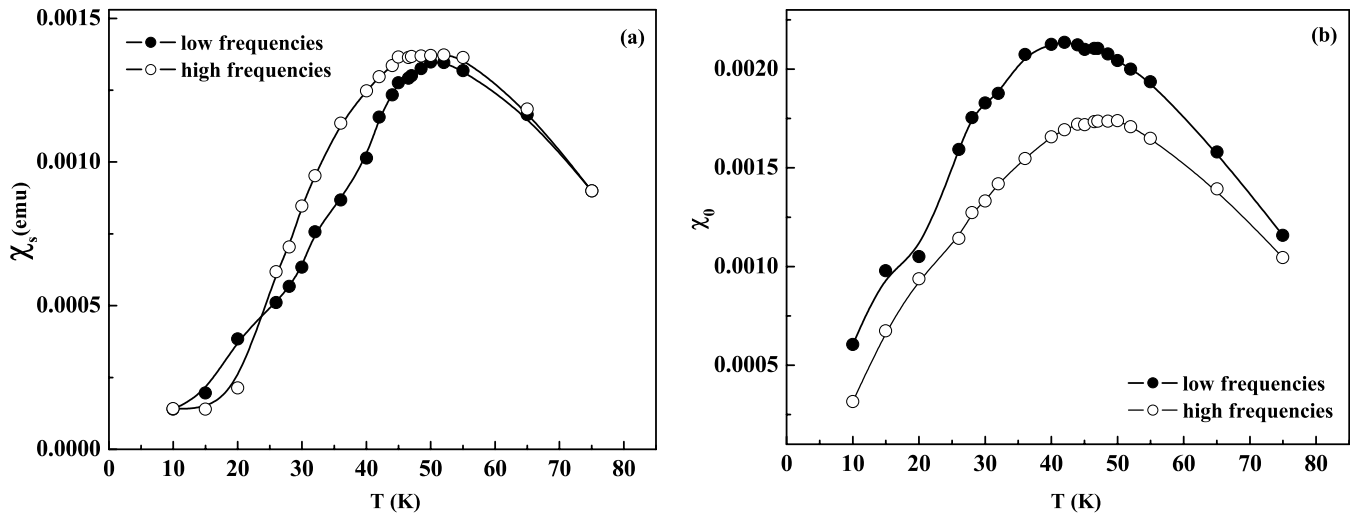 0.0015
low frequencies
high frequencies
(a)
0.0010
χs(emu)
0.0005
0.0000
0 10 20 30 40 50 60 70 80
T (K)
(b)
0.0020
0.0015
χ0
0.0010
0.0005
low frequencies
high frequencies
0 10 20 30 40 50 60 70 80
T (K)